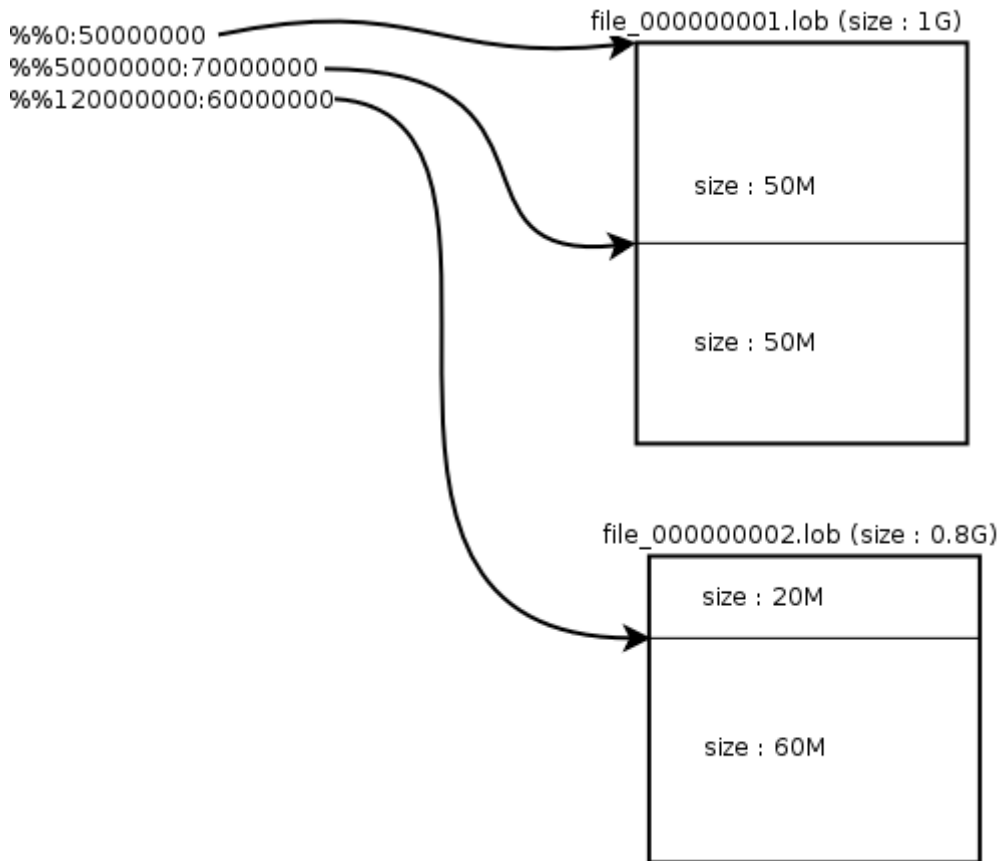 file_000000001.lob (size : 1G)
%%0:50000000
%%50000000:70000000
%%120000000:60000000
size : 50M
size : 50M
file_000000002.lob (size : 0.8G)
size : 20M
size : 60M